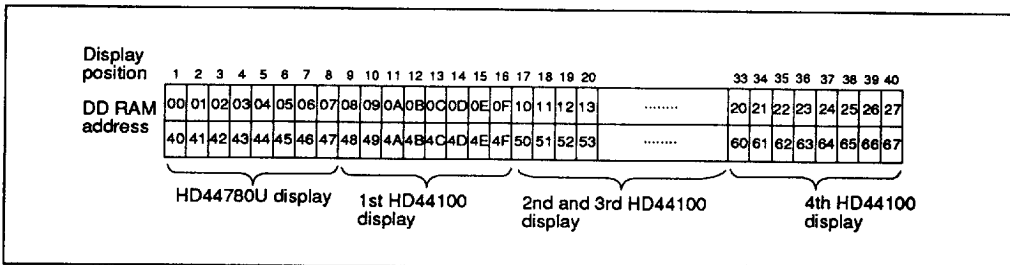 Display
position
1 2 3 4 5 6 7 8 9 10 11 12 13 14 15 16 17 18 19 20 33 34 35 36 37 38 39 40
DD RAM
address
00 01 02 03 04 05 06 07 08 09 0A 0B 0C 0D 0E 0F 10 11 12 13 ........ 20 21 22 23 24 25 26 27
40 41 42 43 44 45 46 47 48 49 4A 4B 4C 4D 4E 4F 50 51 52 53 ........ 60 61 62 63 64 65 66 67
HD44780U display
1st HD44100
display
2nd and 3rd HD44100
display
4th HD44100
display